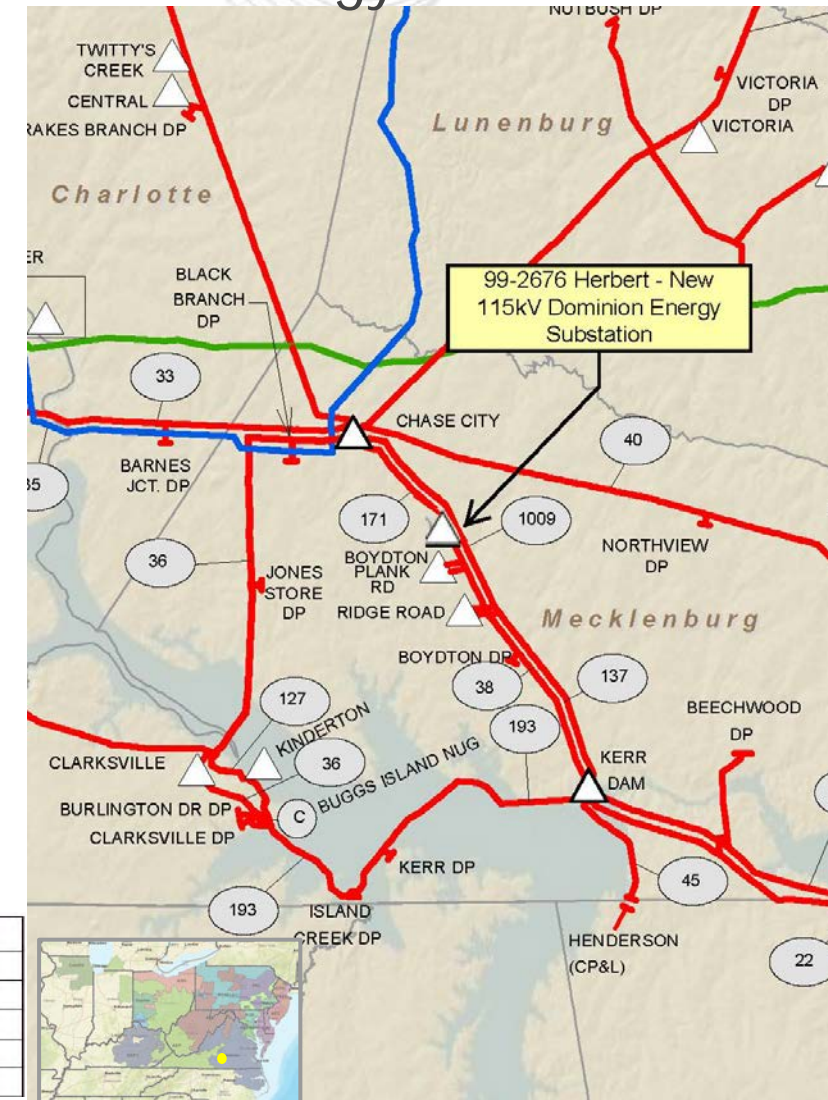 NUTBUSH DP
TWITTY'S
CREEK
CENTRAL
RAKES BRANCH DP
VICTORIA
DP
VICTORIA
Lunenburg
Charlotte
ER
BLACK
BRANCH
DP
99-2676 Herbert - New
115kV Dominion Energy
Substation
33
CHASE CITY
40
BARNES
JCT. DP
35
171
1009
NORTHVIEW
DP
36
BOYDTON
PLANK
RD
JONES
STORE
DP
RIDGE ROAD
Mecklenburg
BOYDTON DP
38
137
127
193
BEECHWOOD
DP
KINDERTON
CLARKSVILLE
36
BUGGS ISLAND NUG
KERR
DAM
BURLINGTON DR DP
C
CLARKSVILLE DP
KERR DP
45
193
ISLAND
CREEK DP
HENDERSON
(CP&L)
22